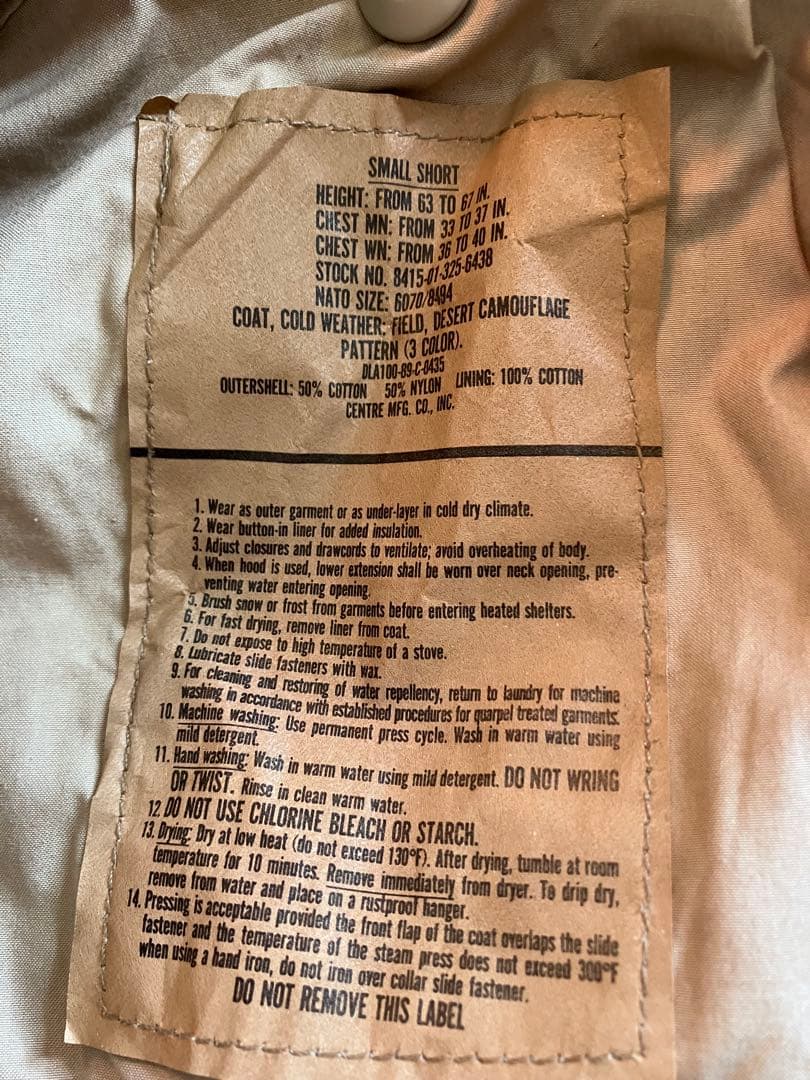 SMALL SHORT
HEIGHT: FROM 63 TO 67 IN.
CHEST MN: FROM 33 TO 37 IN.
CHEST WN: FROM 36 TO 40 IN.
STOCK NO. 8415-01-325-6438
NATO SIZE: 6070/8494
COAT, COLD WEATHER: FIELD, DESERT CAMOUFLAGE
PATTERN (3 COLOR).
DLA100-89-C-0435
OUTERSHELL: 50% COTTON 50% NYLON LINING: 100% COTTON
CENTRE MFG. CO., INC.
1. Wear as outer garment or as under-layer in cold dry climate.
2. Wear button-in liner for added insulation.
3. Adjust closures and drawcords to ventilate; avoid overheating of body.
4. When hood is used, lower extension shall be worn over neck opening, pre-
venting water entering opening.
5. Brush snow or frost from garments before entering heated shelters.
6. For fast drying, remove liner from coat.
7. Do not expose to high temperature of a stove.
8. Lubricate slide fasteners with wax.
9. For cleaning and restoring of water repellency, return to laundry for machine
washing in accordance with established procedures for quarpel treated garments.
10. Machine washing: Use permanent press cycle. Wash in warm water using
mild detergent.
11. Hand washing: Wash in warm water using mild detergent. DO NOT WRING
OR TWIST. Rinse in clean warm water.
12 DO NOT USE CHLORINE BLEACH OR STARCH.
13. Drying: Dry at low heat (do not exceed 130°F). After drying, tumble at room
temperature for 10 minutes. Remove immediately from dryer. To drip dry,
remove from water and place on a rustproof hanger.
14. Pressing is acceptable provided the front flap of the coat overlaps the slide
fastener and the temperature of the steam press does not exceed 300°F
when using a hand iron, do not iron over collar slide fastener.
DO NOT REMOVE THIS LABEL